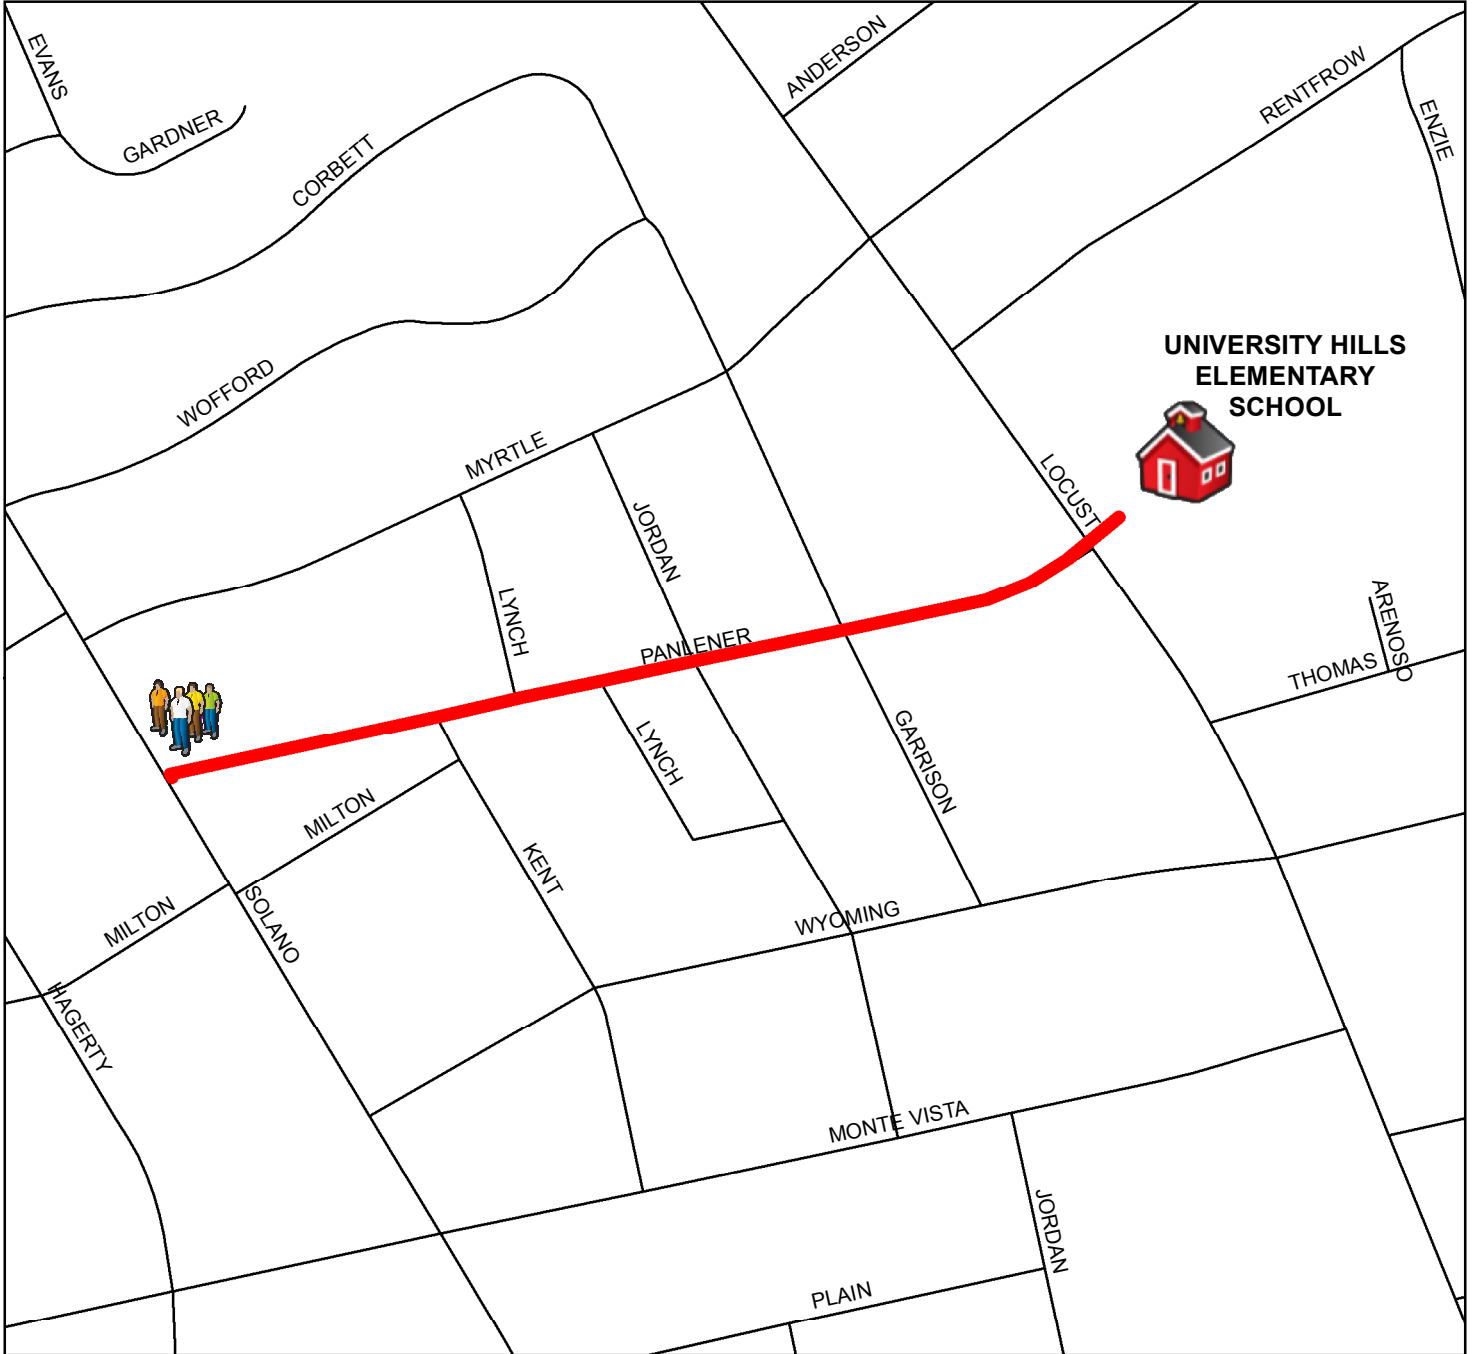 EVANS
GARDNER
CORBETT
ANDERSON
RENTFROW
ENZIE
WOFFORD
MYRTLE
UNIVERSITY HILLS
ELEMENTARY
SCHOOL
LOCUST
JORDAN
LYNCH
PANLENER
ARENOSO
THOMAS
LYNCH
GARRISON
MILTON
KENT
MILTON
SOLANO
WYOMING
HAGERTY
MONTE VISTA
JORDAN
PLAIN